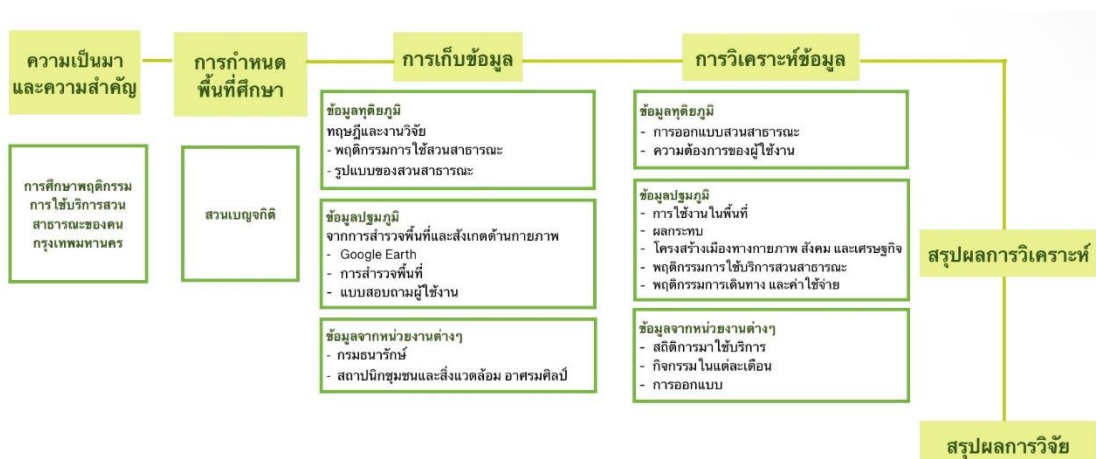 ความเป็นมา
และความสำคัญ
การศึกษาพฤติกรรม
การใช้บริการสวน
สาธารณะของคน
กรุงเทพมหานคร
การกำหนด
พื้นที่ศึกษา
สวนเบญจกิติ
การเก็บข้อมูล
ข้อมูลทุติยภูมิ
ทฤษฎีและงานวิจัย
- พฤติกรรมการใช้สวนสาธารณะ
- รูปแบบของสวนสาธารณะ
ข้อมูลปฐมภูมิ
จากการสำรวจพื้นที่และสังเกตด้านกายภาพ
- Google Earth
- การสำรวจพื้นที่
- แบบสอบถามผู้ใช้งาน
ข้อมูลจากหน่วยงานต่างๆ
- กรมธนารักษ์
- สถาปนิกชุมชนและสิ่งแวดล้อม อาศรมศิลป์
การวิเคราะห์ข้อมูล
ข้อมูลทุติยภูมิ
- การออกแบบสวนสาธารณะ
- ความต้องการของผู้ใช้งาน
ข้อมูลปฐมภูมิ
- การใช้งานในพื้นที่
- ผลกระทบ
- โครงสร้างเมืองทางกายภาพ สังคม และเศรษฐกิจ
- พฤติกรรมการใช้บริการสวนสาธารณะ
- พฤติกรรมการเดินทาง และค่าใช้จ่าย
ข้อมูลจากหน่วยงานต่างๆ
- สถิติการมาใช้บริการ
- กิจกรรมในแต่ละเดือน
- การออกแบบ
สรุปผลการวิเคราะห์
สรุปผลการวิจัย